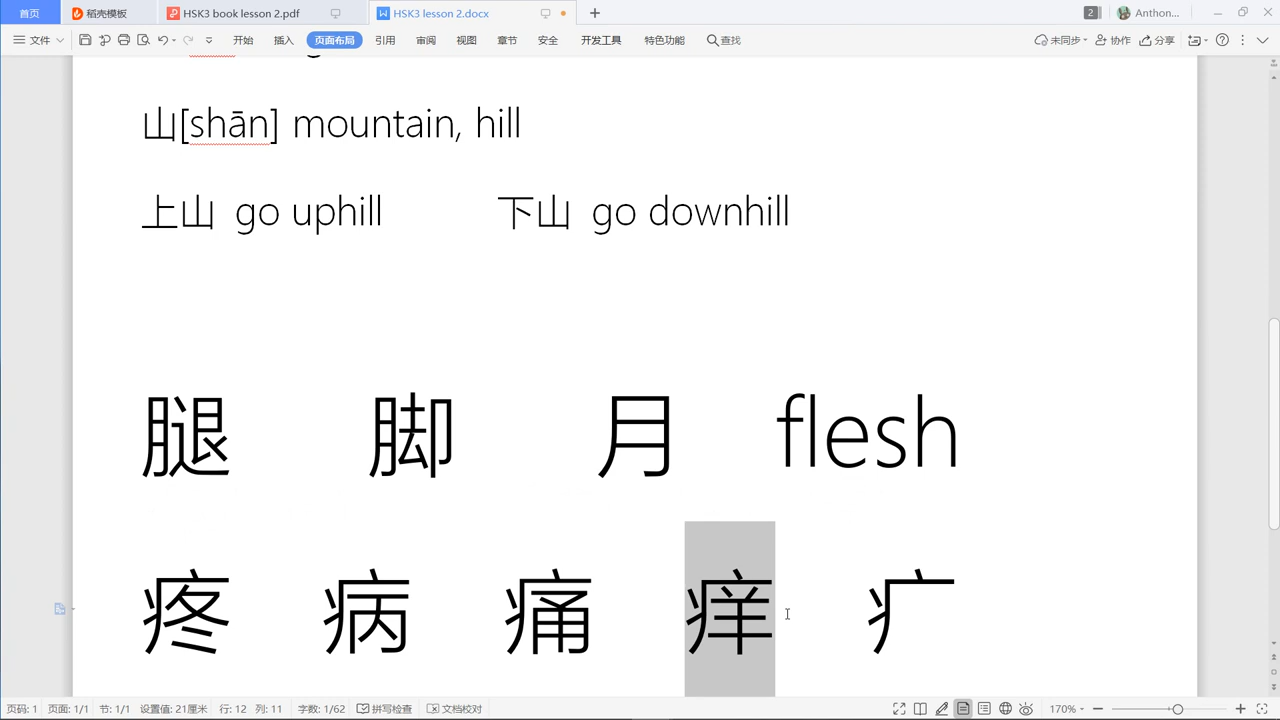 首页 稻壳模板 HSK3 book lesson 2.pdf HSK3 lesson 2.docx 2 Anthon...
文件 开始 插入 页面布局 引用 审阅 视图 章节 安全 开发工具 特色功能 查找 未同步 协作 分享
山[shān] mountain, hill
上山 go uphill 下山 go downhill
腿 脚 月 flesh
疼 病 痛 痒 疒
页码: 1 页面: 1/1 节: 1/1 设置值: 21厘米 行: 12 列: 11 字数: 1/62 拼写检查 文档校对 170%